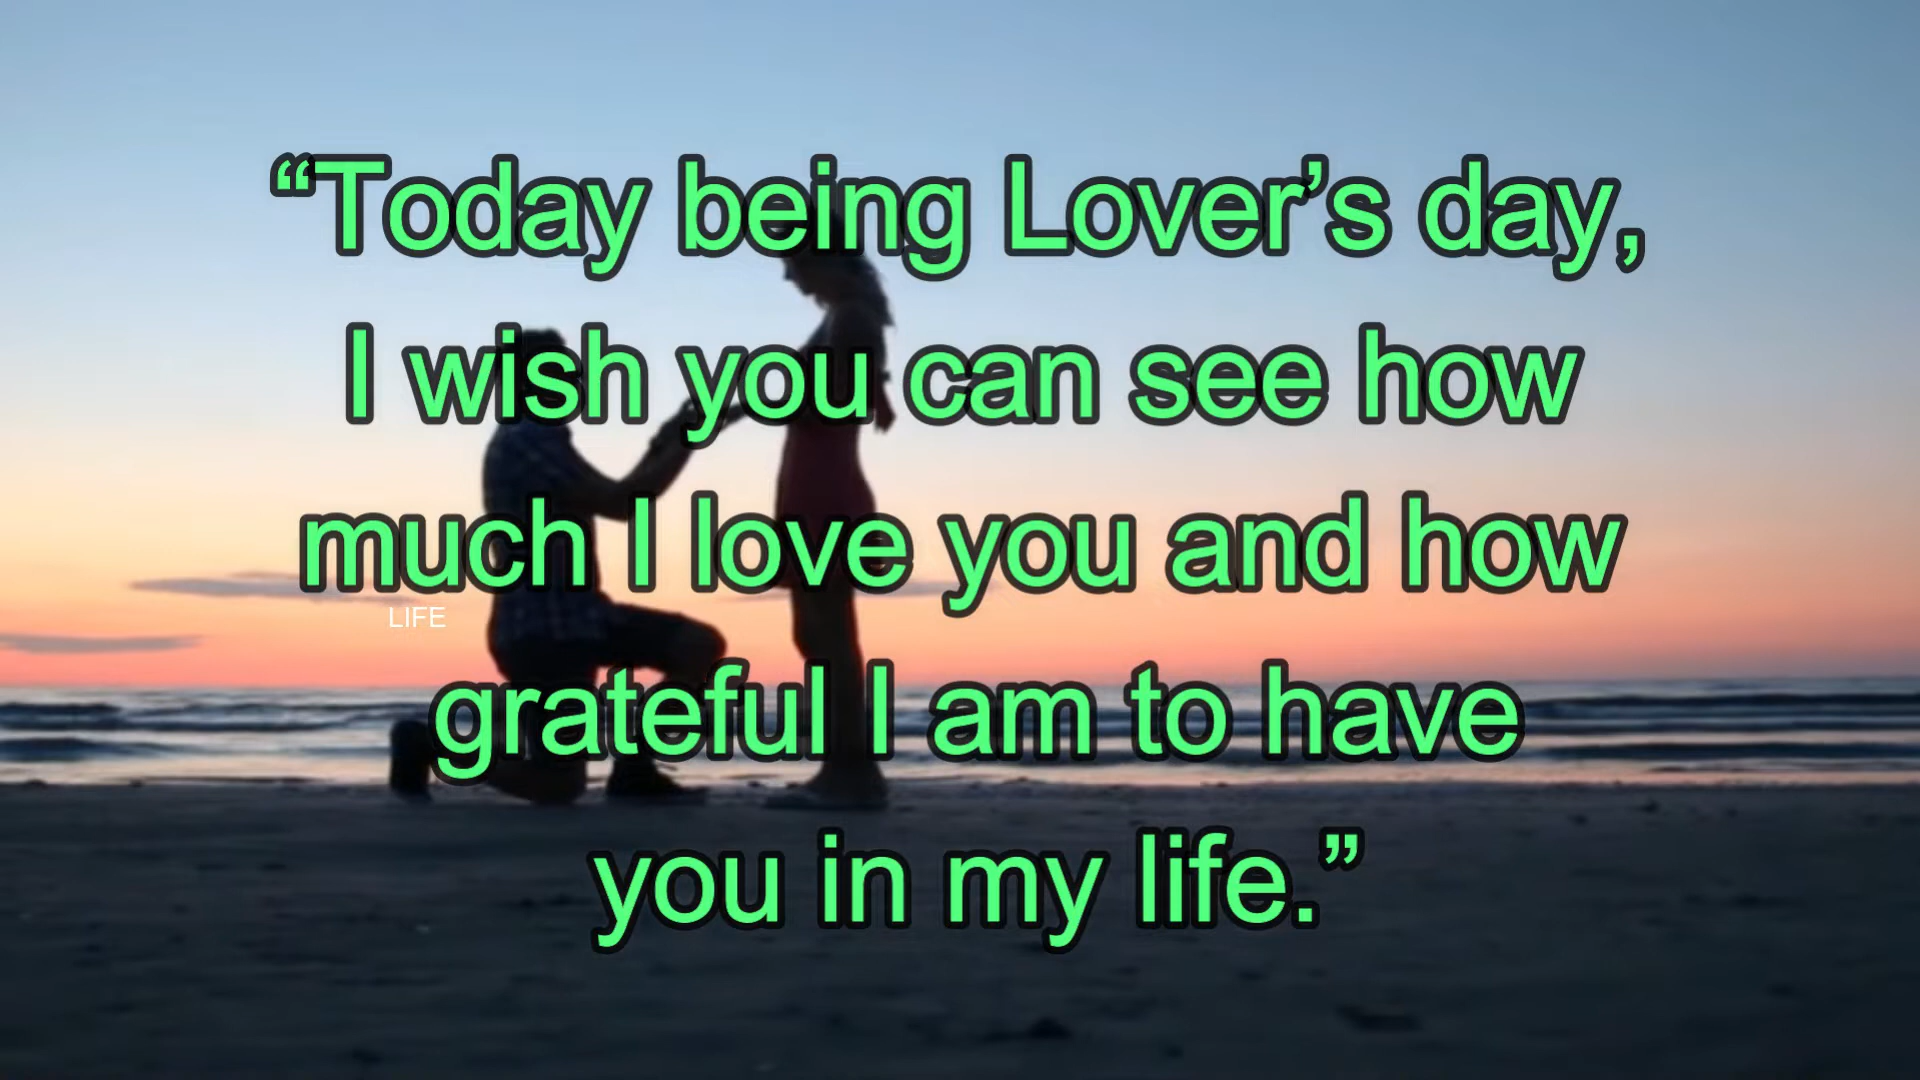 “Today being Lover’s day,
I wish you can see how
much I love you and how
LIFE
grateful I am to have
you in my life.”